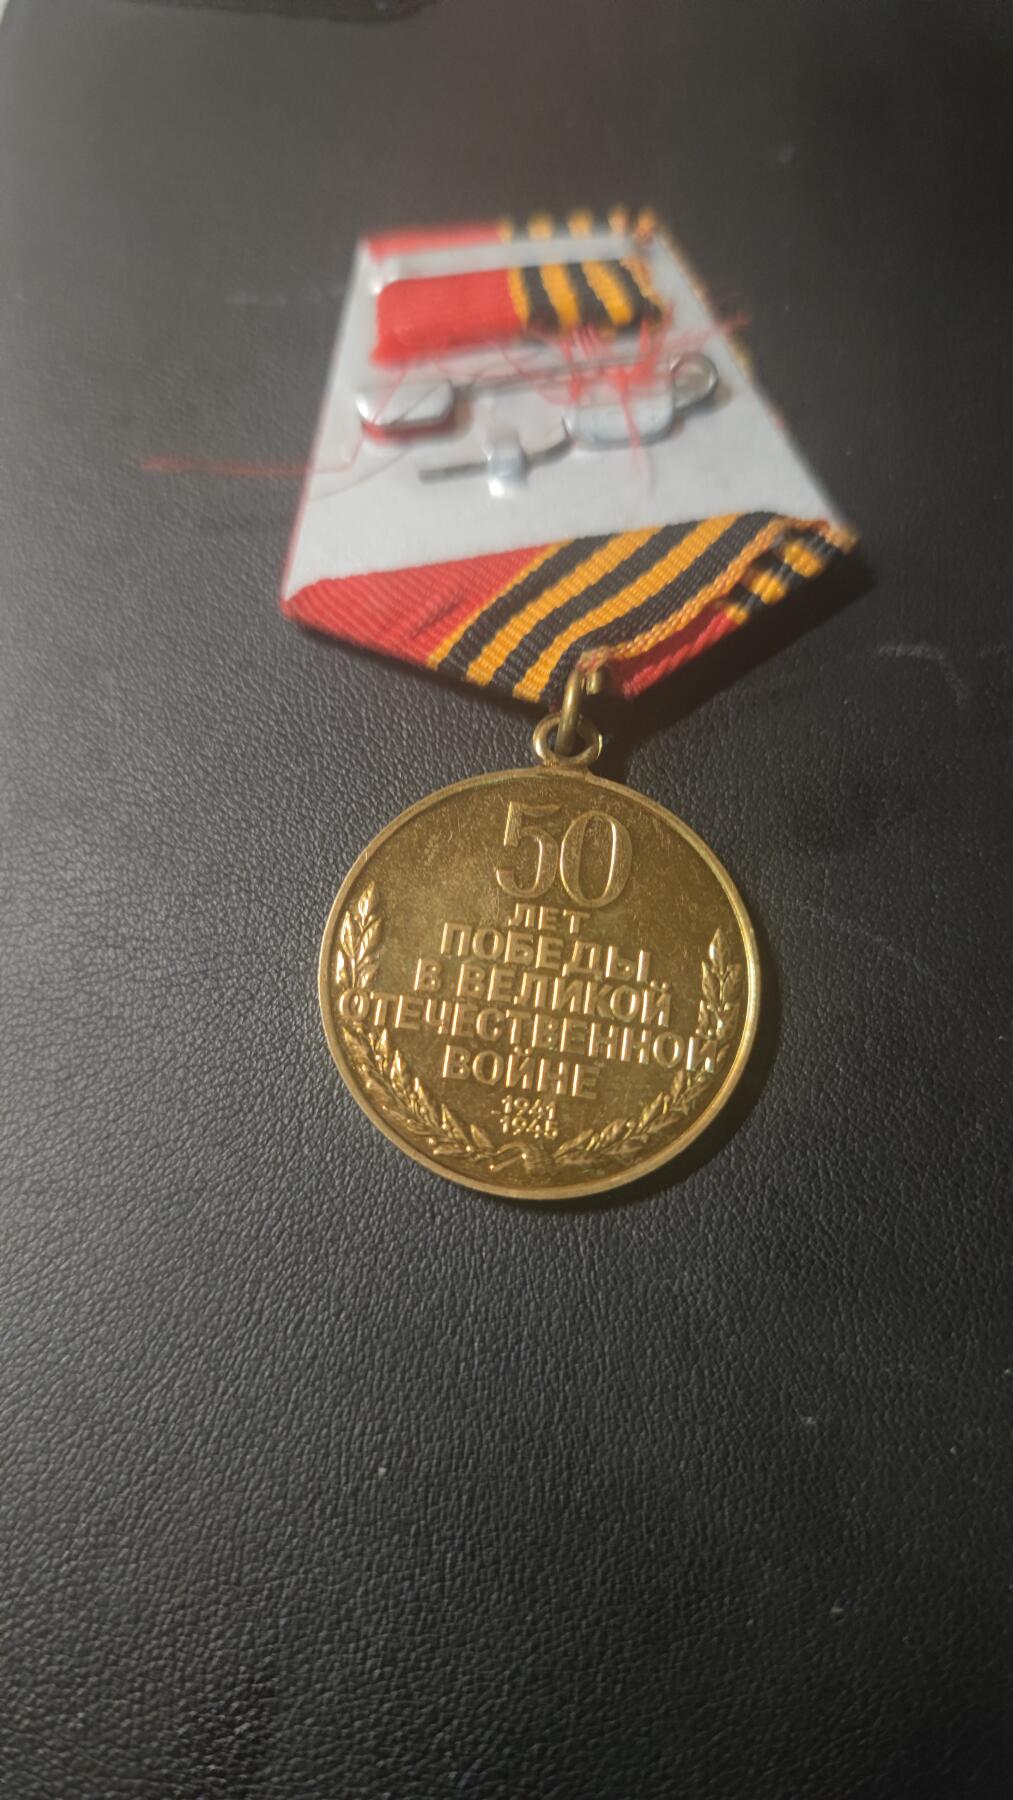 50
ЛЕТ
ПОБЕДЫ
В ВЕЛИКОЙ
ОТЕЧЕСТВЕННОЙ
ВОЙНЕ
1941
1945